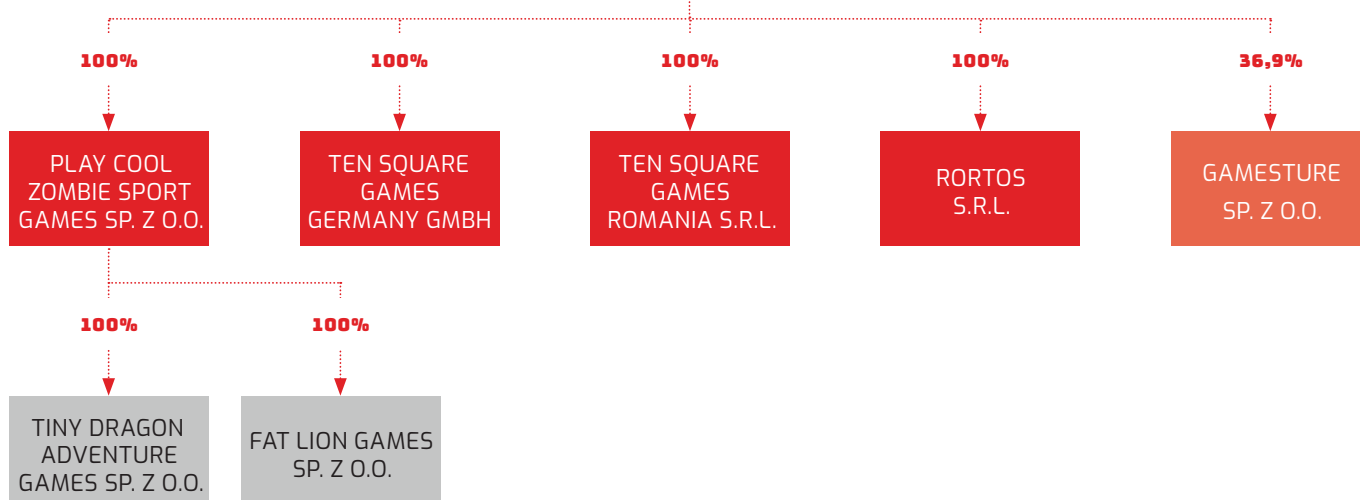 100%
100%
100%
100%
36,9%
PLAY COOL
ZOMBIE SPORT
GAMES SP. Z O.O.
TEN SQUARE
GAMES
GERMANY GMBH
TEN SQUARE
GAMES
ROMANIA S.R.L.
RORTOS
S.R.L.
GAMESTURE
SP. Z O.O.
100%
100%
TINY DRAGON
ADVENTURE
GAMES SP. Z O.O.
FAT LION GAMES
SP. Z O.O.